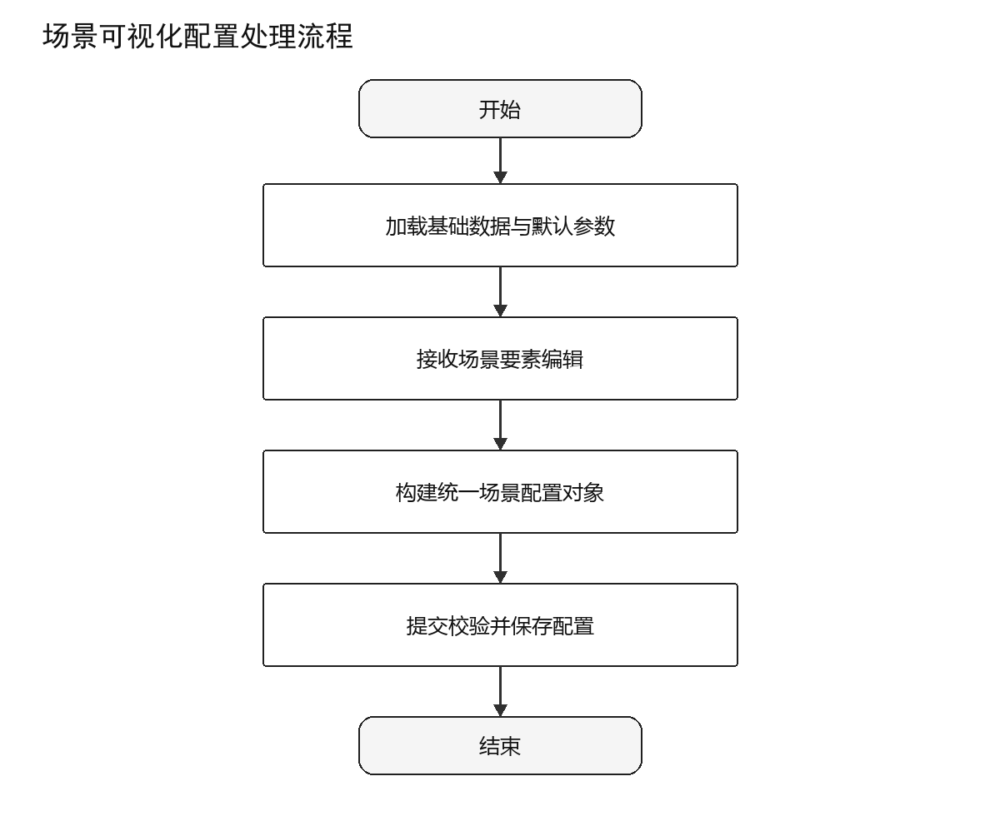 场景可视化配置处理流程
开始
加载基础数据与默认参数
接收场景要素编辑
构建统一场景配置对象
提交校验并保存配置
结束